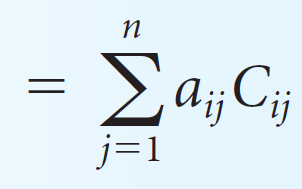 = \sum_{j=1}^{n} a_{ij} C_{ij}